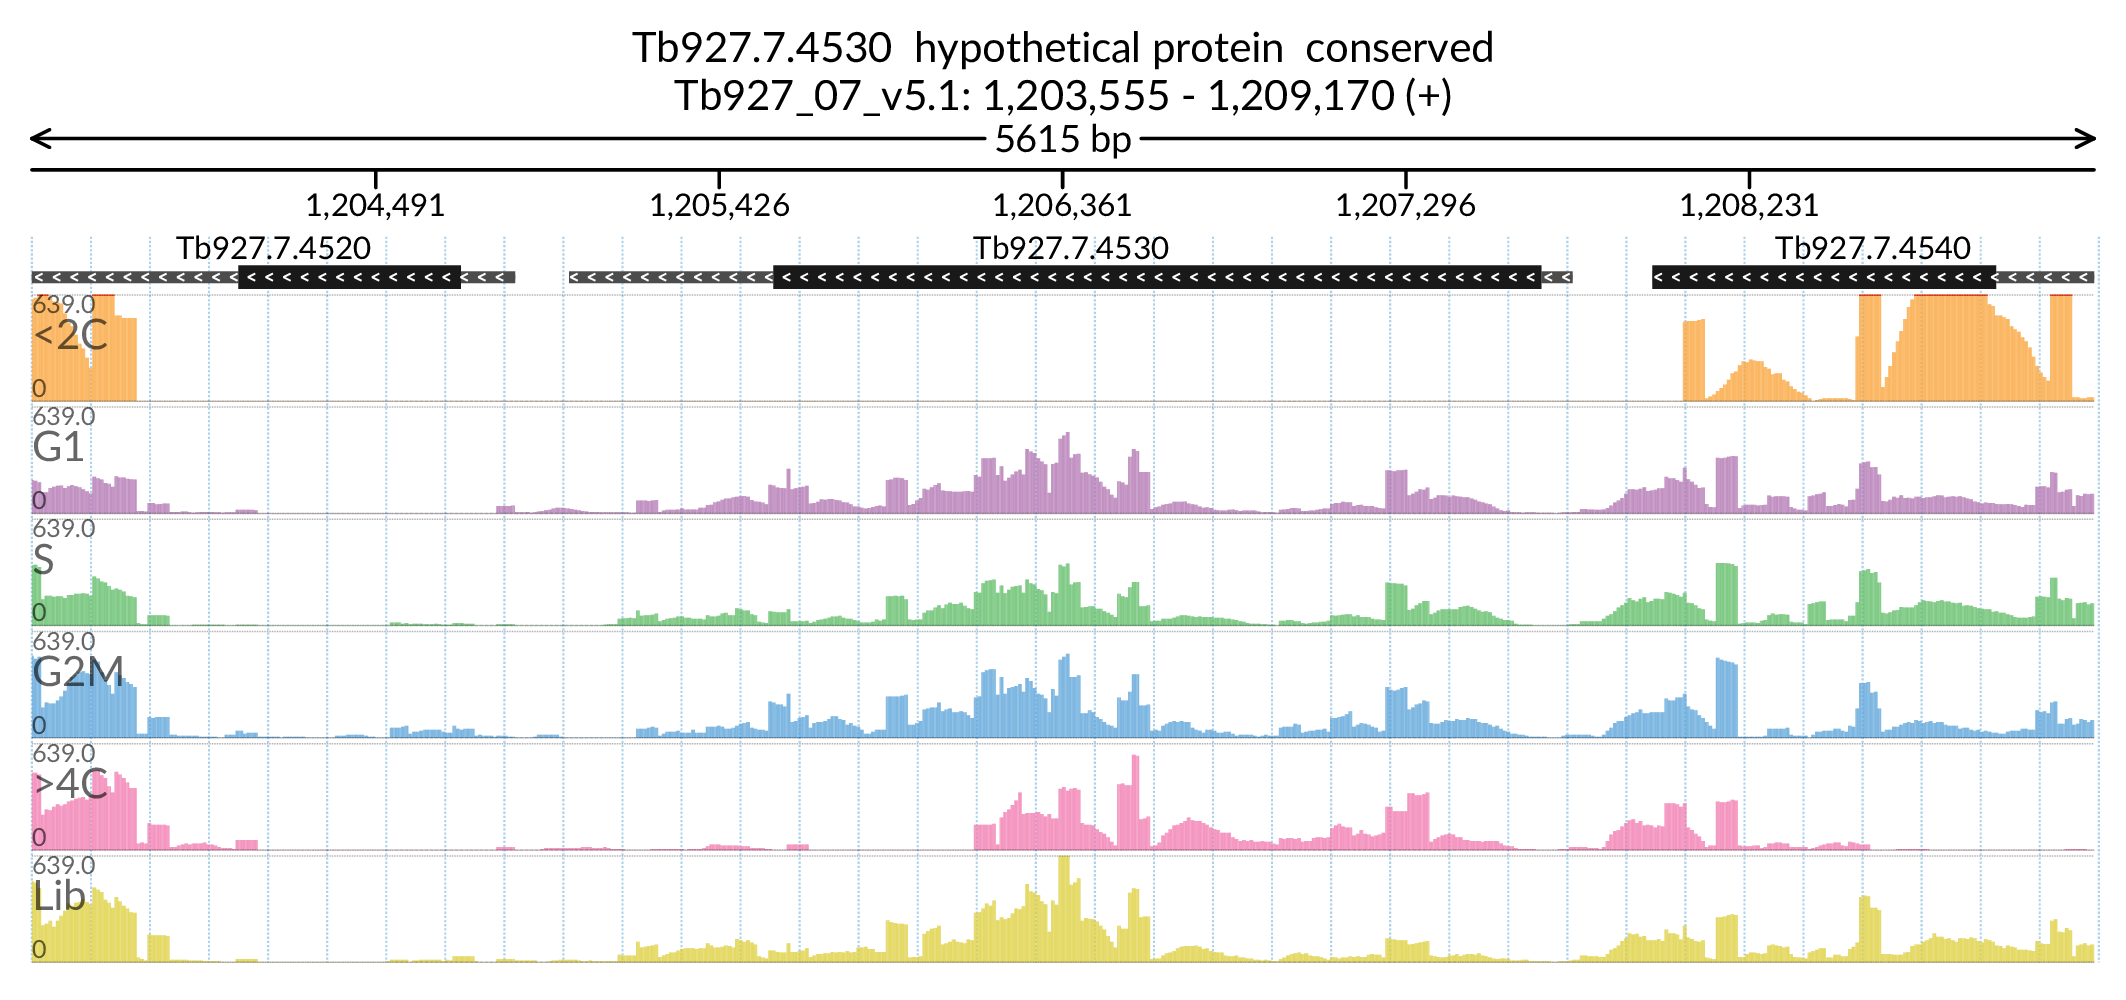 Tb927.7.4530  hypothetical protein  conserved
Tb927_07_v5.1: 1,203,555 - 1,209,170 (+)
5615 bp
1,204,491 1,205,426 1,206,361 1,207,296 1,208,231
Tb927.7.4520 Tb927.7.4530 Tb927.7.4540
639.0
<2C
0
639.0
G1
0
639.0
S
0
639.0
G2M
0
639.0
>4C
0
639.0
Lib
0